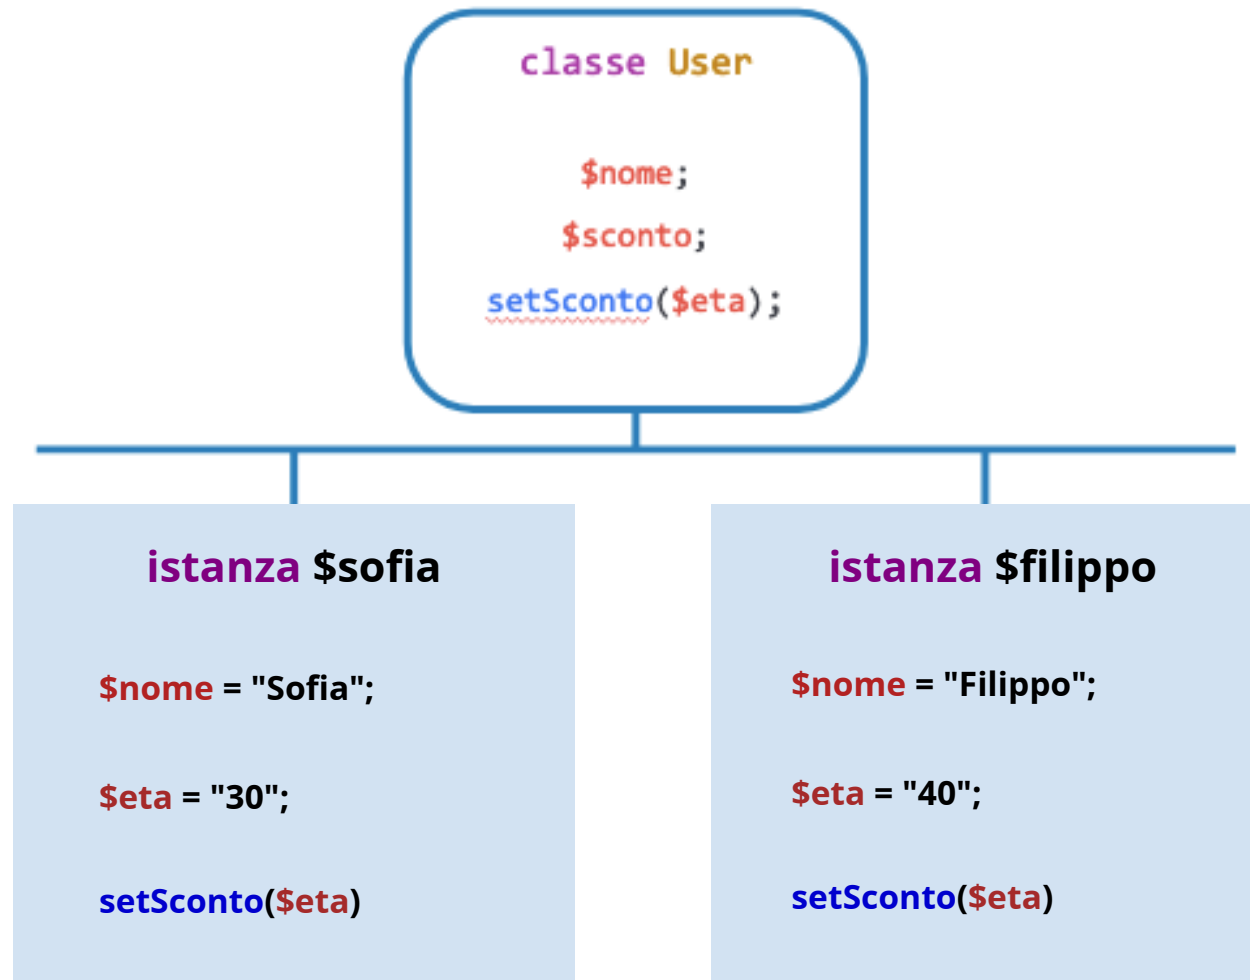 classe User
$nome;
$sconto;
setSconto($eta);
istanza $sofia
$nome = "Sofia";
$eta = "30";
setSconto($eta)
istanza $filippo
$nome = "Filippo";
$eta = "40";
setSconto($eta)